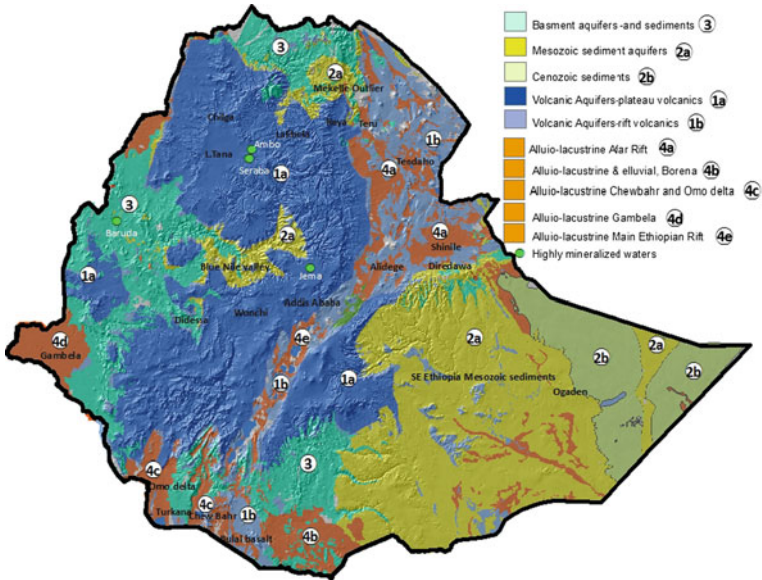 Basment aquifers -and sediments 3
Mesozoic sediment aquifers 2a
Cenozoic sediments 2b
Volcanic Aquifers-plateau volcanics 1a
Volcanic Aquifers-rift volcanics 1b
Alluio-lacustrine Afar Rift 4a
Alluio-lacustrine & elluvial, Borena 4b
Alluio-lacustrine Chewbahr and Omo delta 4c
Alluio-lacustrine Gambela 4d
Alluio-lacustrine Main Ethiopian Rift 4e
Highly mineralized waters
3
2a
Mekelle Outlier
Chilga
Lalibela
Raya
Teru
1b
Ambo
L.Tana
Seraba
1a
4a
Tendaho
3
Baruda
2a
4a
Shinile
Blue Nile valley
Jema
Alidege
Diredawa
1a
Addis Ababa
Didessa
Wonchi
4d
Gambela
4e
2a
2b
2a
2b
1b
1a
SE Ethiopia Mesozoic sediments
Ogaden
3
4c
Omo delta
4c
Turkana
Chew Bahr
1b
4b
Bulal basalt